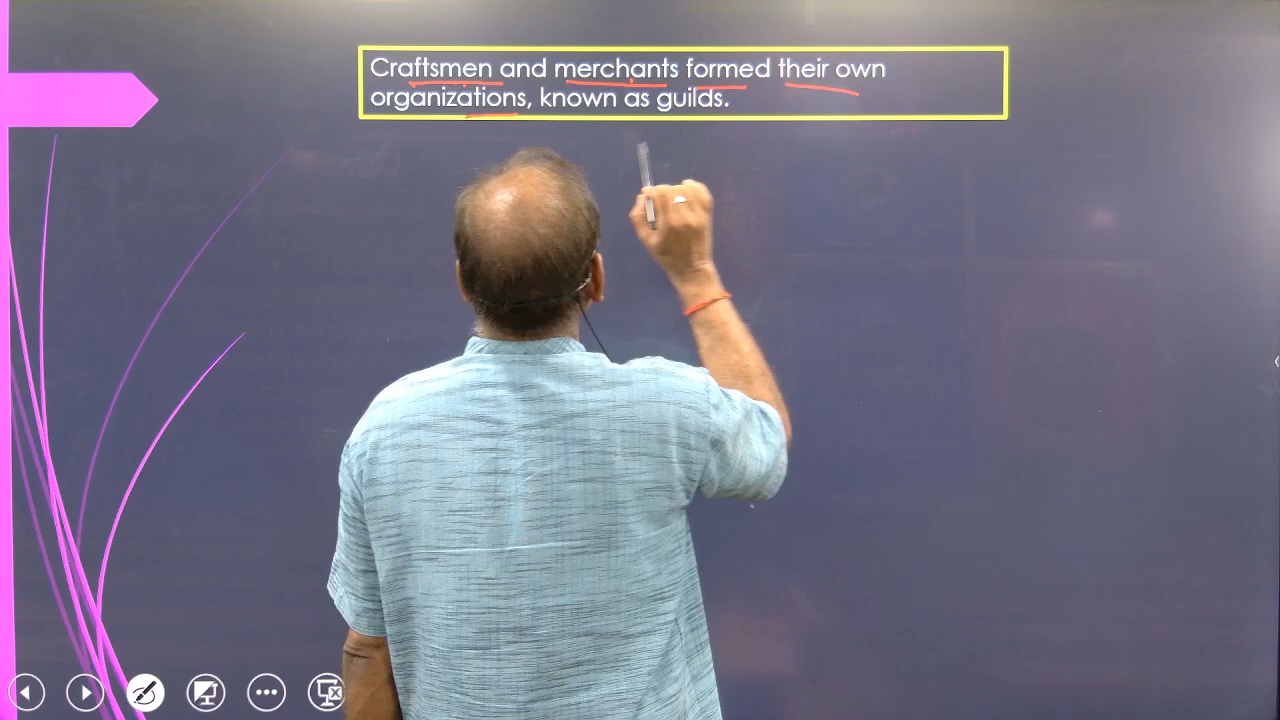 Craftsmen and merchants formed their own
organizations, known as guilds.